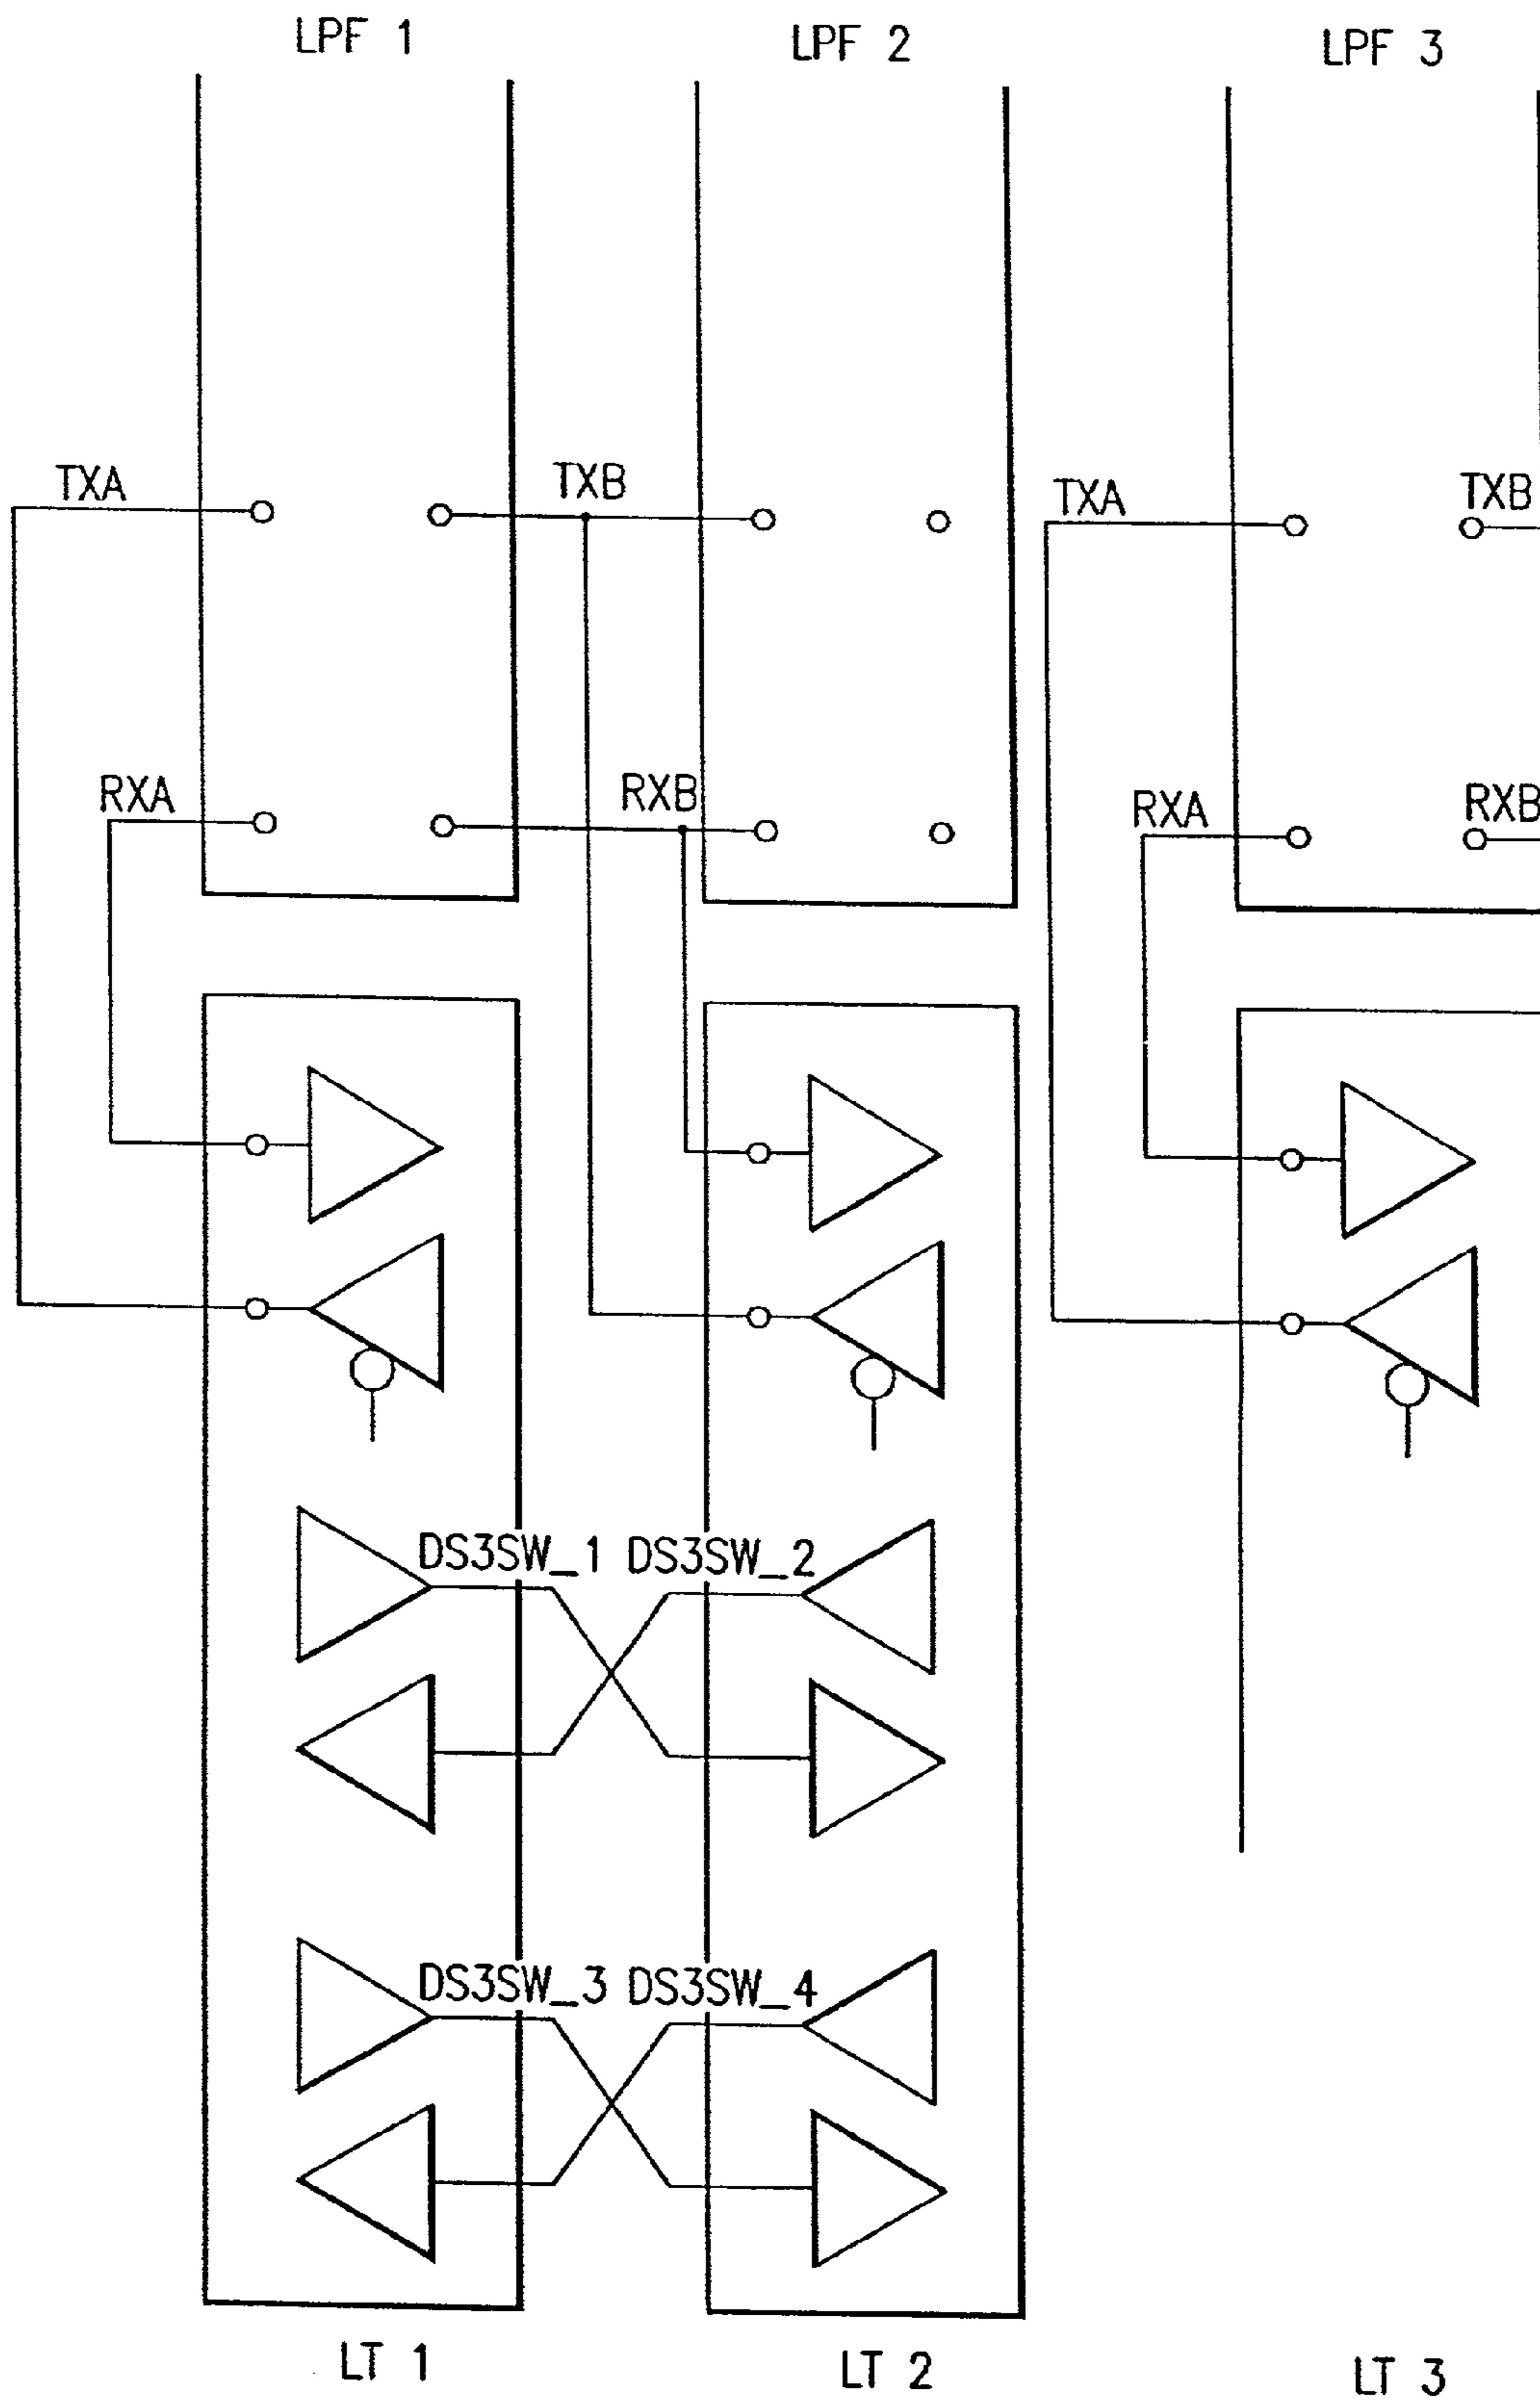 LPF 1
LPF 2
LPF 3
TXA
TXB
TXA
TXB
RXA
RXB
RXA
RXB
DS3SW_1
DS3SW_2
DS3SW_3
DS3SW_4
LT 1
LT 2
LT 3